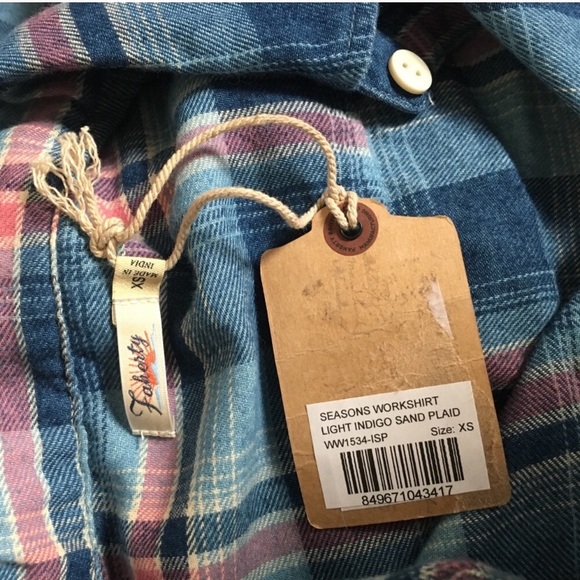 MADE IN
INDIA
XS
Faherty
SEASONS WORKSHIRT
LIGHT INDIGO SAND PLAID
WW1534-ISP Size: XS
849671043417